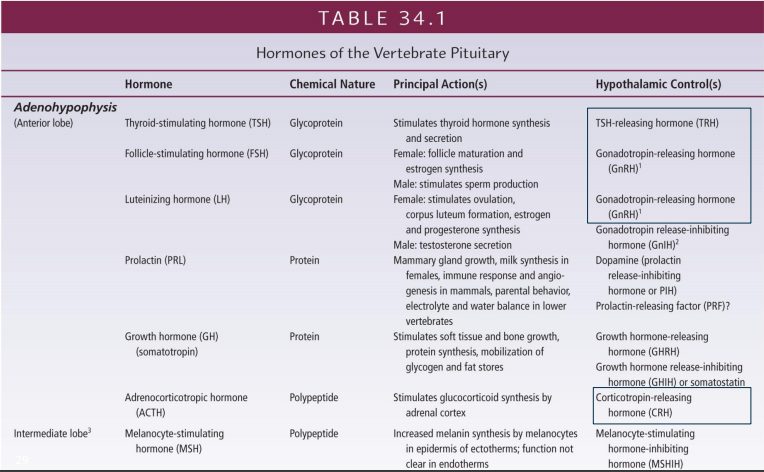 TABLE 34.1
Hormones of the Vertebrate Pituitary
Hormone Chemical Nature Principal Action(s) Hypothalamic Control(s)
Adenohypophysis
(Anterior lobe) Thyroid-stimulating hormone (TSH) Glycoprotein Stimulates thyroid hormone synthesis TSH-releasing hormone (TRH)
and secretion
Follicle-stimulating hormone (FSH) Glycoprotein Female: follicle maturation and Gonadotropin-releasing hormone
estrogen synthesis (GnRH)¹
Male: stimulates sperm production
Luteinizing hormone (LH) Glycoprotein Female: stimulates ovulation, Gonadotropin-releasing hormone
corpus luteum formation, estrogen (GnRH)¹
and progesterone synthesis Gonadotropin release-inhibiting
Male: testosterone secretion hormone (GnIH)²
Prolactin (PRL) Protein Mammary gland growth, milk synthesis in Dopamine (prolactin
females, immune response and angio- release-inhibiting
genesis in mammals, parental behavior, hormone or PIH)
electrolyte and water balance in lower Prolactin-releasing factor (PRF)?
vertebrates
Growth hormone (GH) Protein Stimulates soft tissue and bone growth, Growth hormone-releasing
(somatotropin) protein synthesis, mobilization of hormone (GHRH)
glycogen and fat stores Growth hormone release-inhibiting
hormone (GHIH) or somatostatin
Adrenocorticotropic hormone Polypeptide Stimulates glucocorticoid synthesis by Corticotropin-releasing
(ACTH) adrenal cortex hormone (CRH)
Intermediate lobe³ Melanocyte-stimulating Polypeptide Increased melanin synthesis by melanocytes Melanocyte-stimulating
hormone (MSH) in epidermis of ectotherms; function not hormone-inhibiting
29 clear in endotherms hormone (MSHIH)